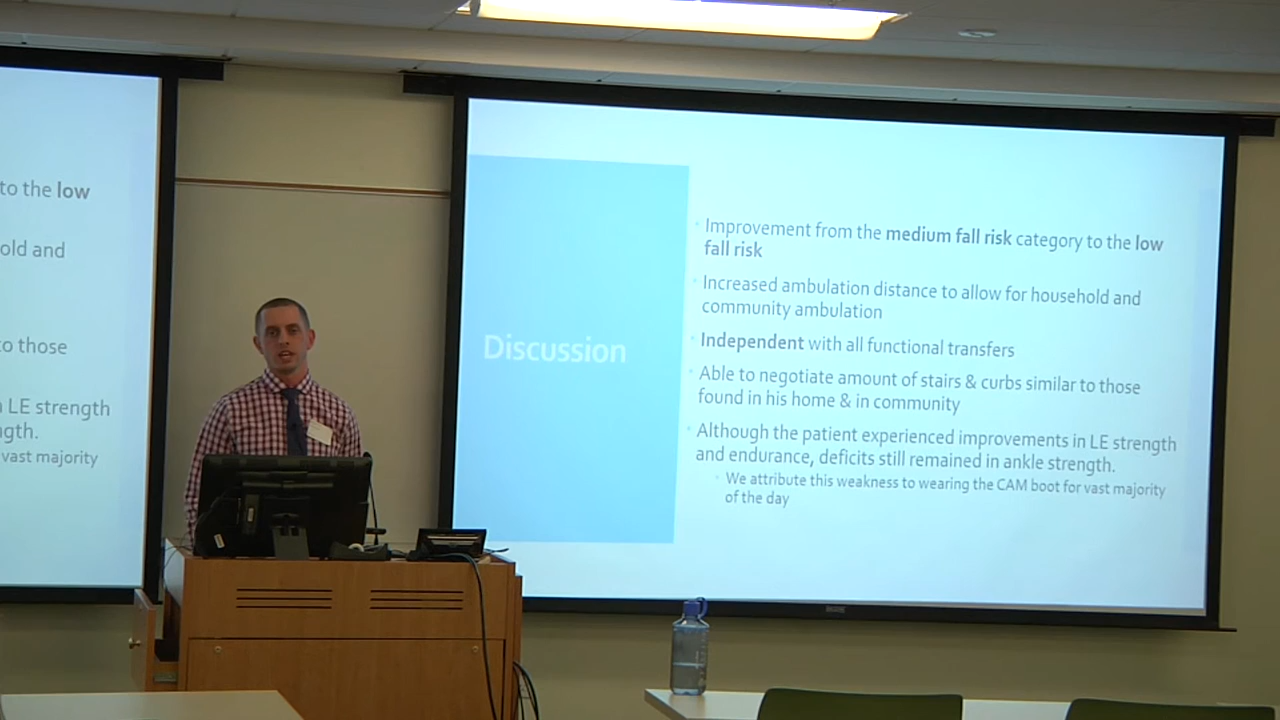 to the low
old and
to those
LE strength
gth.
vast majority
Discussion
Improvement from the medium fall risk category to the low
fall risk
Increased ambulation distance to allow for household and
community ambulation
Independent with all functional transfers
Able to negotiate amount of stairs & curbs similar to those
found in his home & in community
Although the patient experienced improvements in LE strength
and endurance, deficits still remained in ankle strength.
We attribute this weakness to wearing the CAM boot for vast majority
of the day